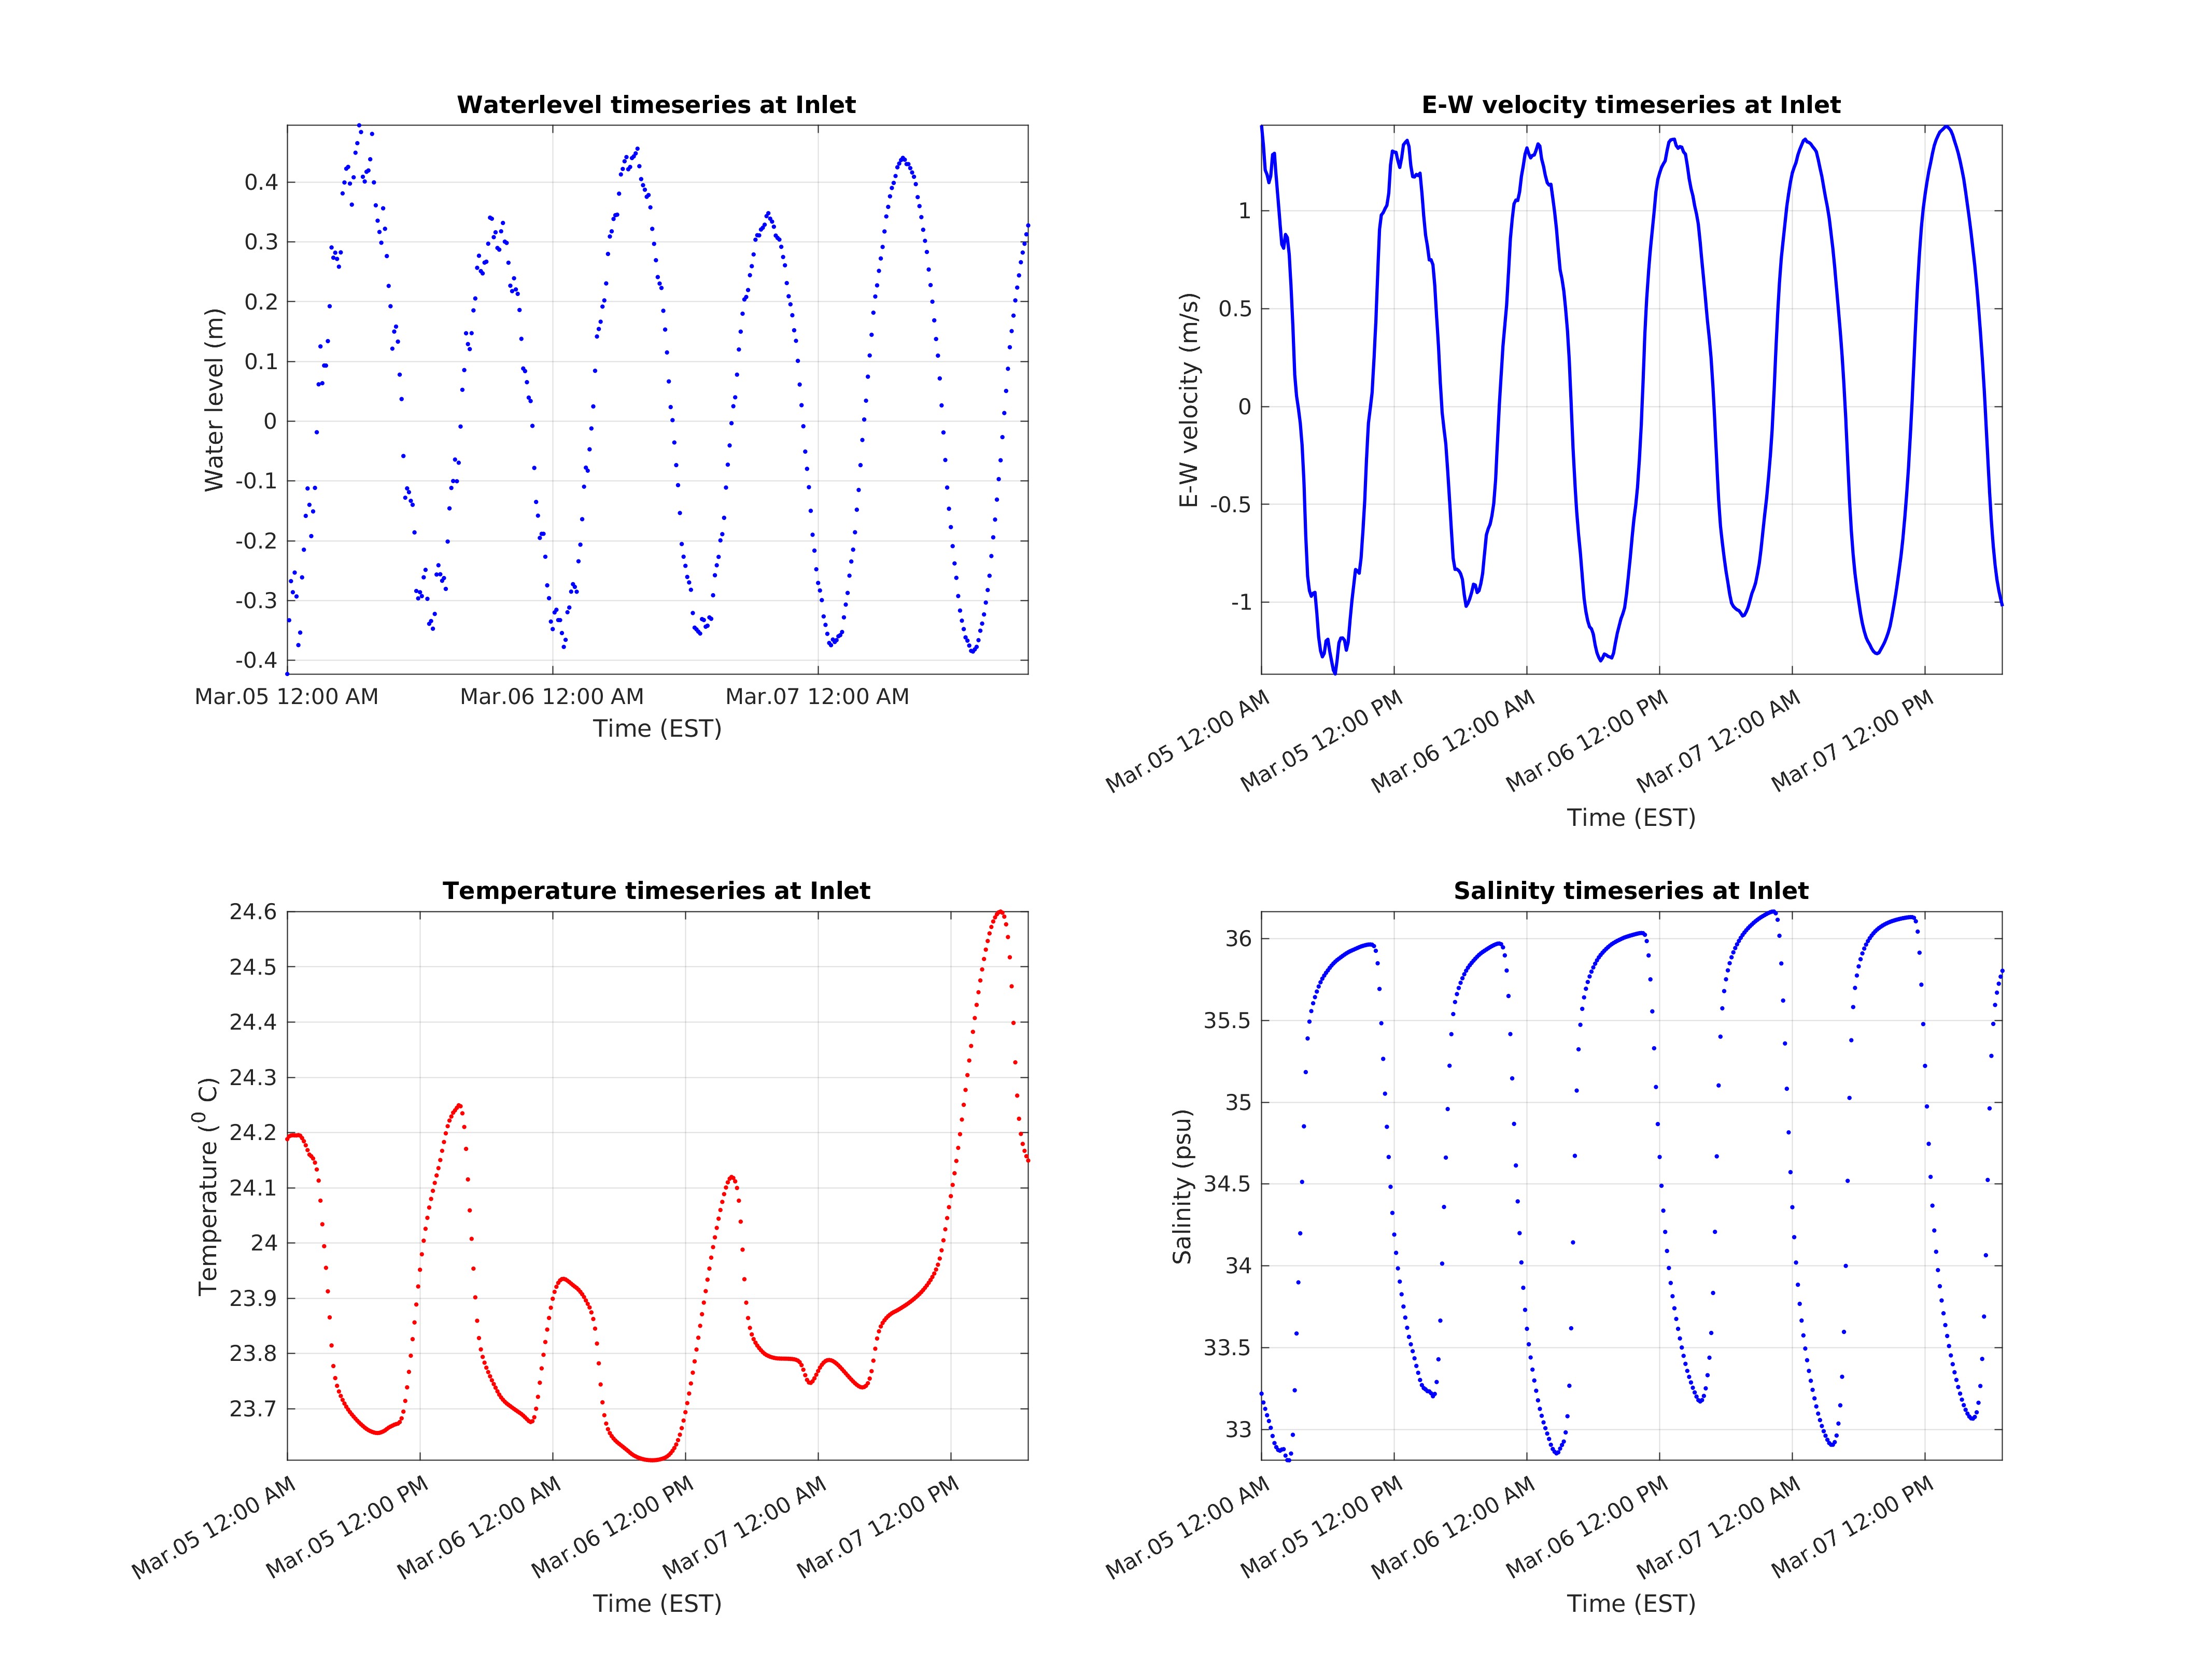 Waterlevel timeseries at Inlet
0.4
0.3
0.2
0.1
0
-0.1
-0.2
-0.3
-0.4
Water level (m)
Mar.05 12:00 AM
Mar.06 12:00 AM
Mar.07 12:00 AM
Time (EST)
E-W velocity timeseries at Inlet
1
0.5
0
-0.5
-1
E-W velocity (m/s)
Mar.05 12:00 AM
Mar.05 12:00 PM
Mar.06 12:00 AM
Mar.06 12:00 PM
Mar.07 12:00 AM
Mar.07 12:00 PM
Time (EST)
Temperature timeseries at Inlet
24.6
24.5
24.4
24.3
24.2
24.1
24
23.9
23.8
23.7
Temperature (⁰ C)
Mar.05 12:00 AM
Mar.05 12:00 PM
Mar.06 12:00 AM
Mar.06 12:00 PM
Mar.07 12:00 AM
Mar.07 12:00 PM
Time (EST)
Salinity timeseries at Inlet
36
35.5
35
34.5
34
33.5
33
Salinity (psu)
Mar.05 12:00 AM
Mar.05 12:00 PM
Mar.06 12:00 AM
Mar.06 12:00 PM
Mar.07 12:00 AM
Mar.07 12:00 PM
Time (EST)